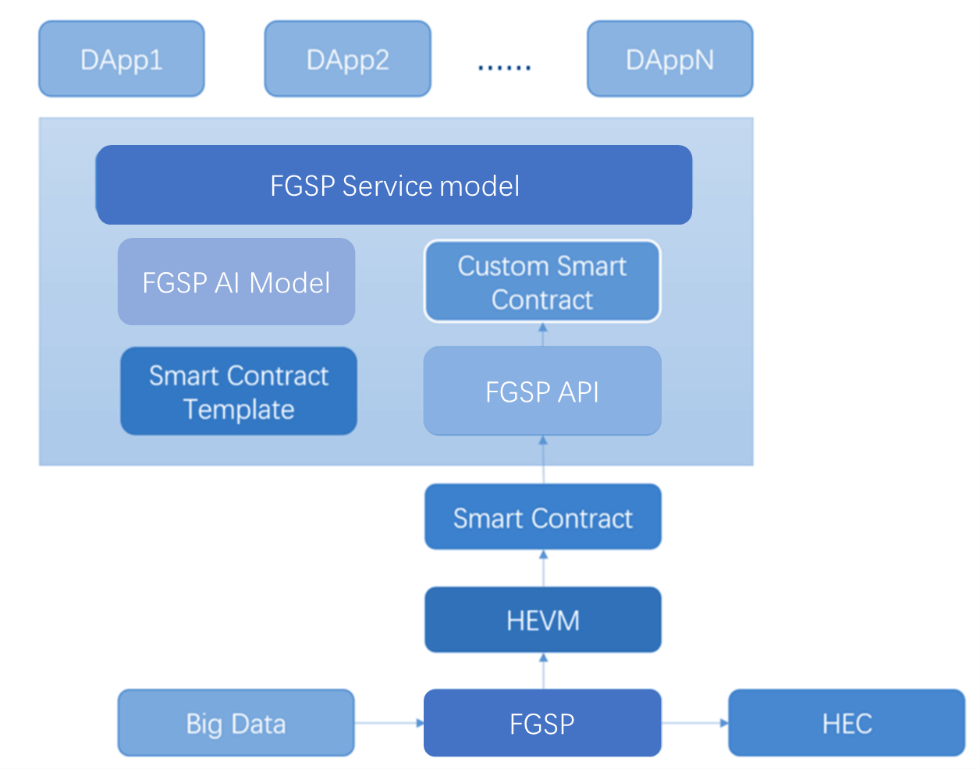 DApp1
DApp2
......
DAppN
FGSP Service model
FGSP AI Model
Custom Smart
Contract
Smart Contract
Template
FGSP API
Smart Contract
HEVM
Big Data
FGSP
HEC